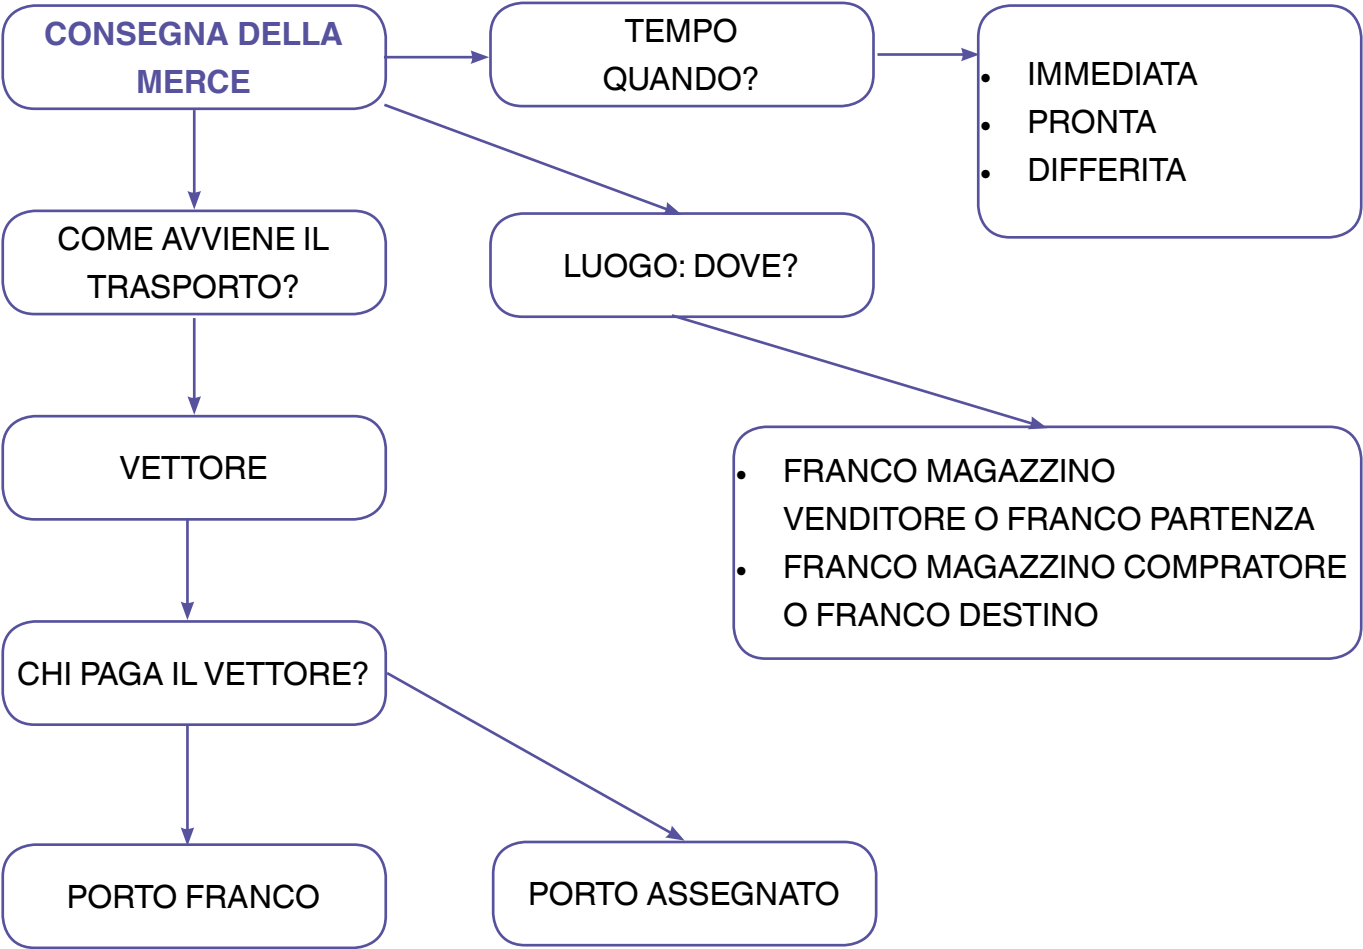 CONSEGNA DELLA
MERCE
TEMPO
QUANDO?
• IMMEDIATA
• PRONTA
• DIFFERITA
COME AVVIENE IL
TRASPORTO?
LUOGO: DOVE?
VETTORE
• FRANCO MAGAZZINO
VENDITORE O FRANCO PARTENZA
• FRANCO MAGAZZINO COMPRATORE
O FRANCO DESTINO
CHI PAGA IL VETTORE?
PORTO FRANCO
PORTO ASSEGNATO